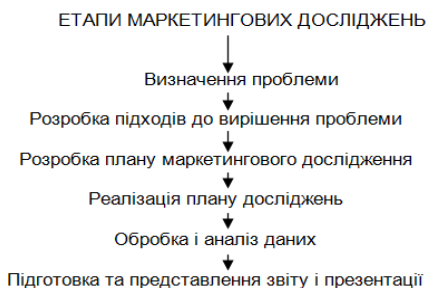 ЕТАПИ МАРКЕТИНГОВИХ ДОСЛІДЖЕНЬ
Визначення проблеми
Розробка підходів до вирішення проблеми
Розробка плану маркетингового дослідження
Реалізація плану досліджень
Обробка і аналіз даних
Підготовка та представлення звіту і презентації